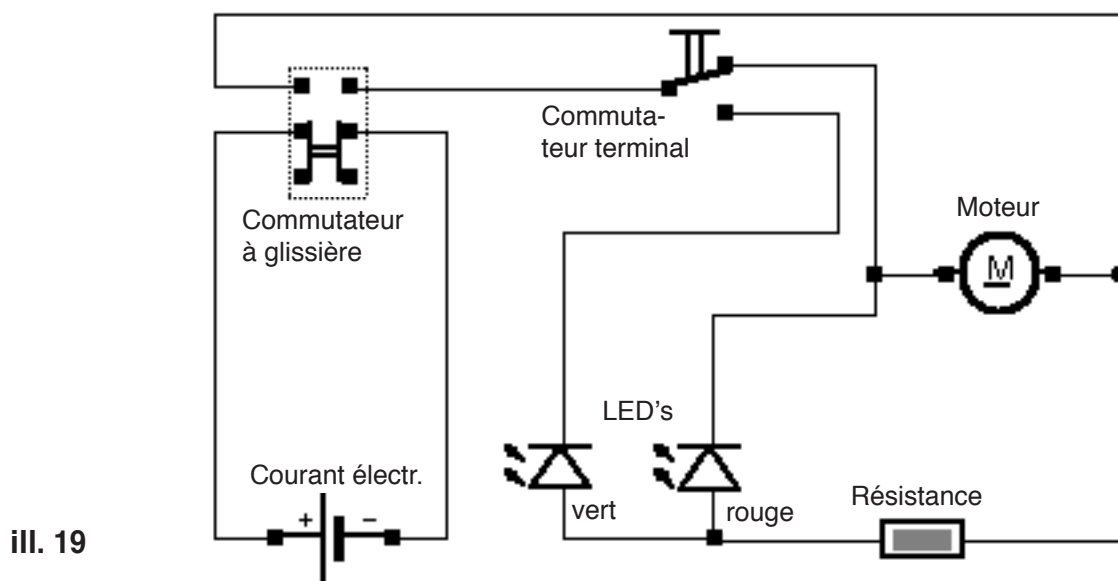 Commuta-
teur terminal
Commutateur
à glissière
Moteur
M
LED's
Courant électr.
+ −
vert
rouge
Résistance
ill. 19